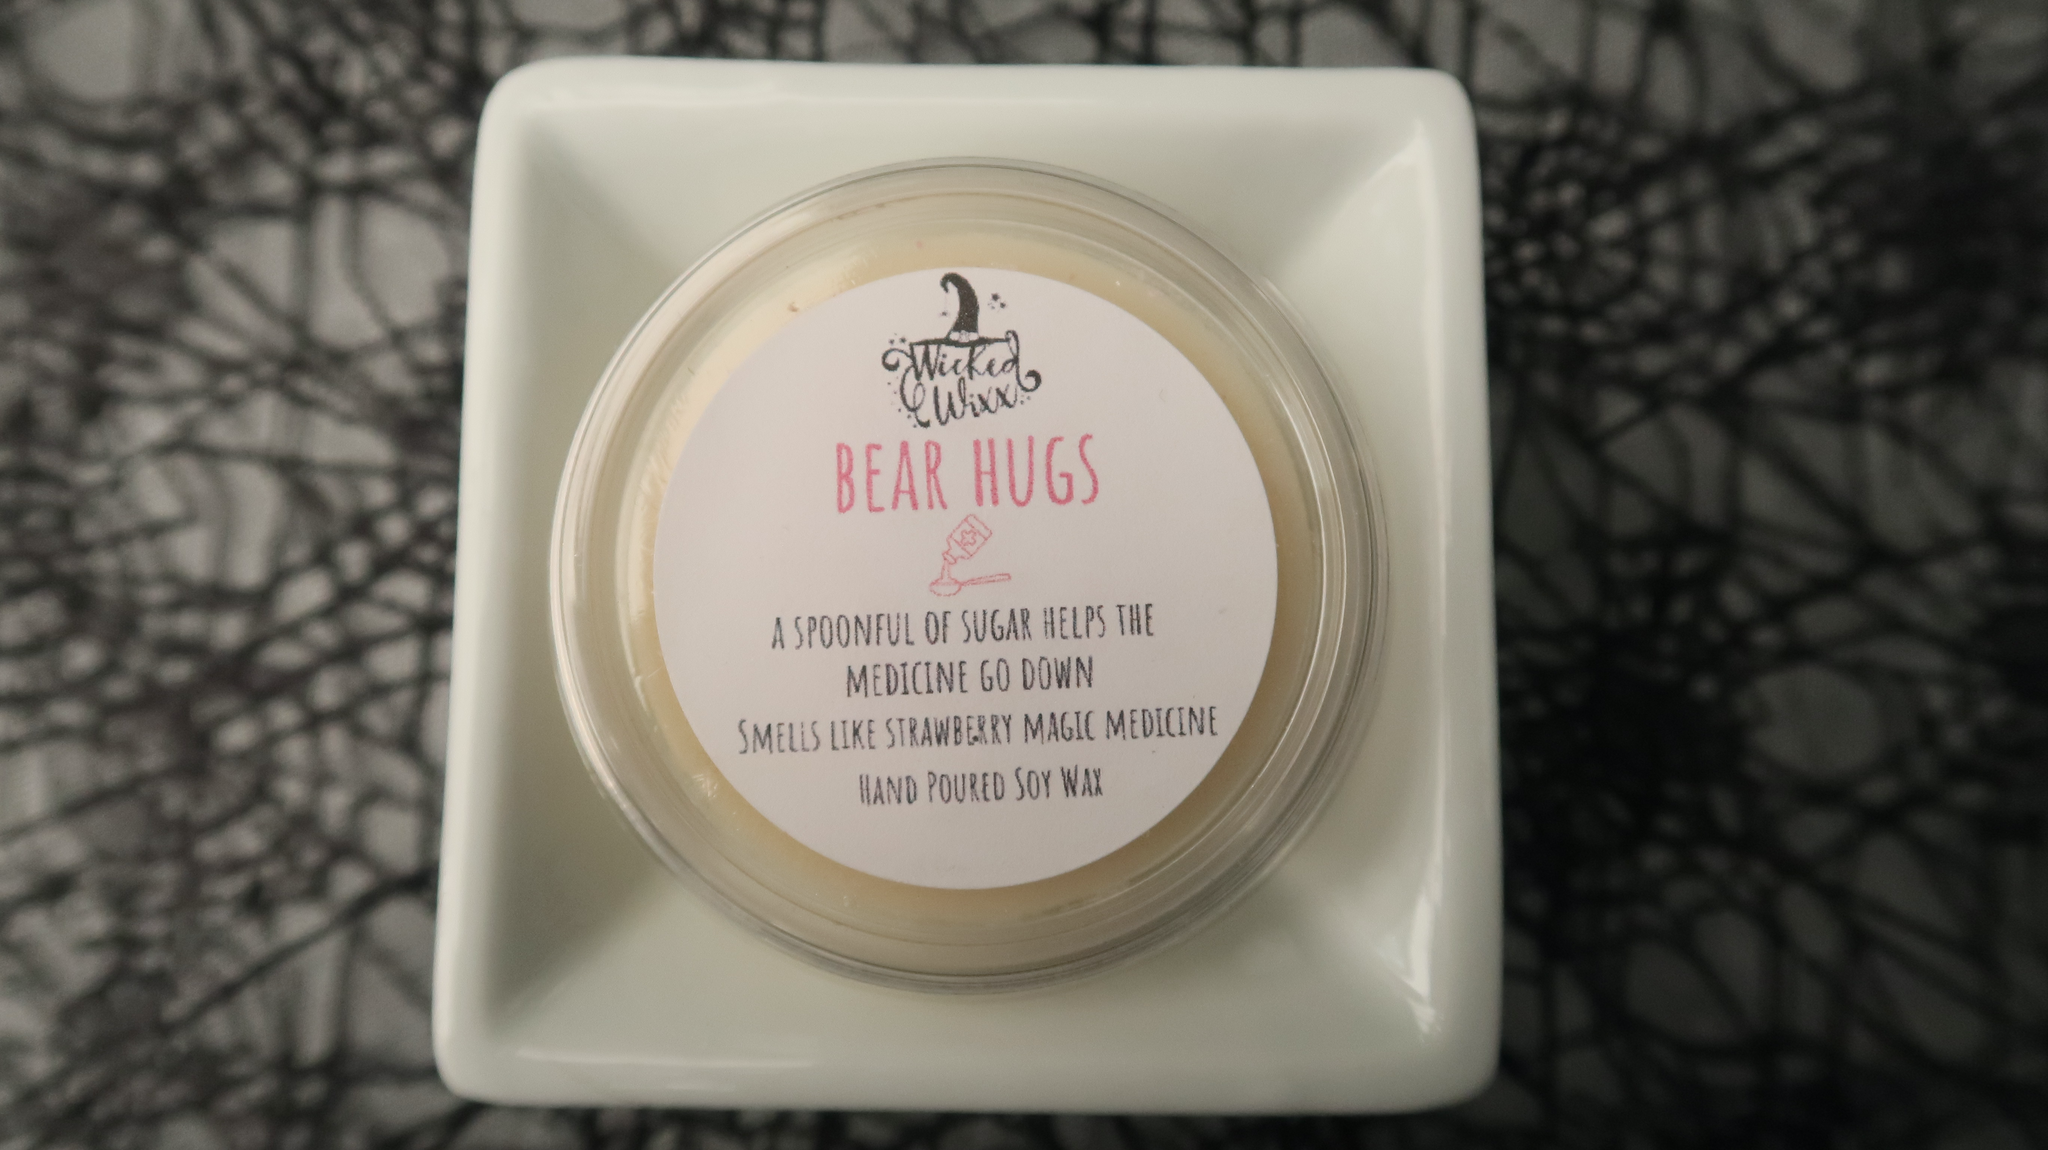 Wicked
Wixx
BEAR HUGS
A SPOONFUL OF SUGAR HELPS THE
MEDICINE GO DOWN
SMELLS LIKE STRAWBERRY MAGIC MEDICINE
HAND POURED SOY WAX